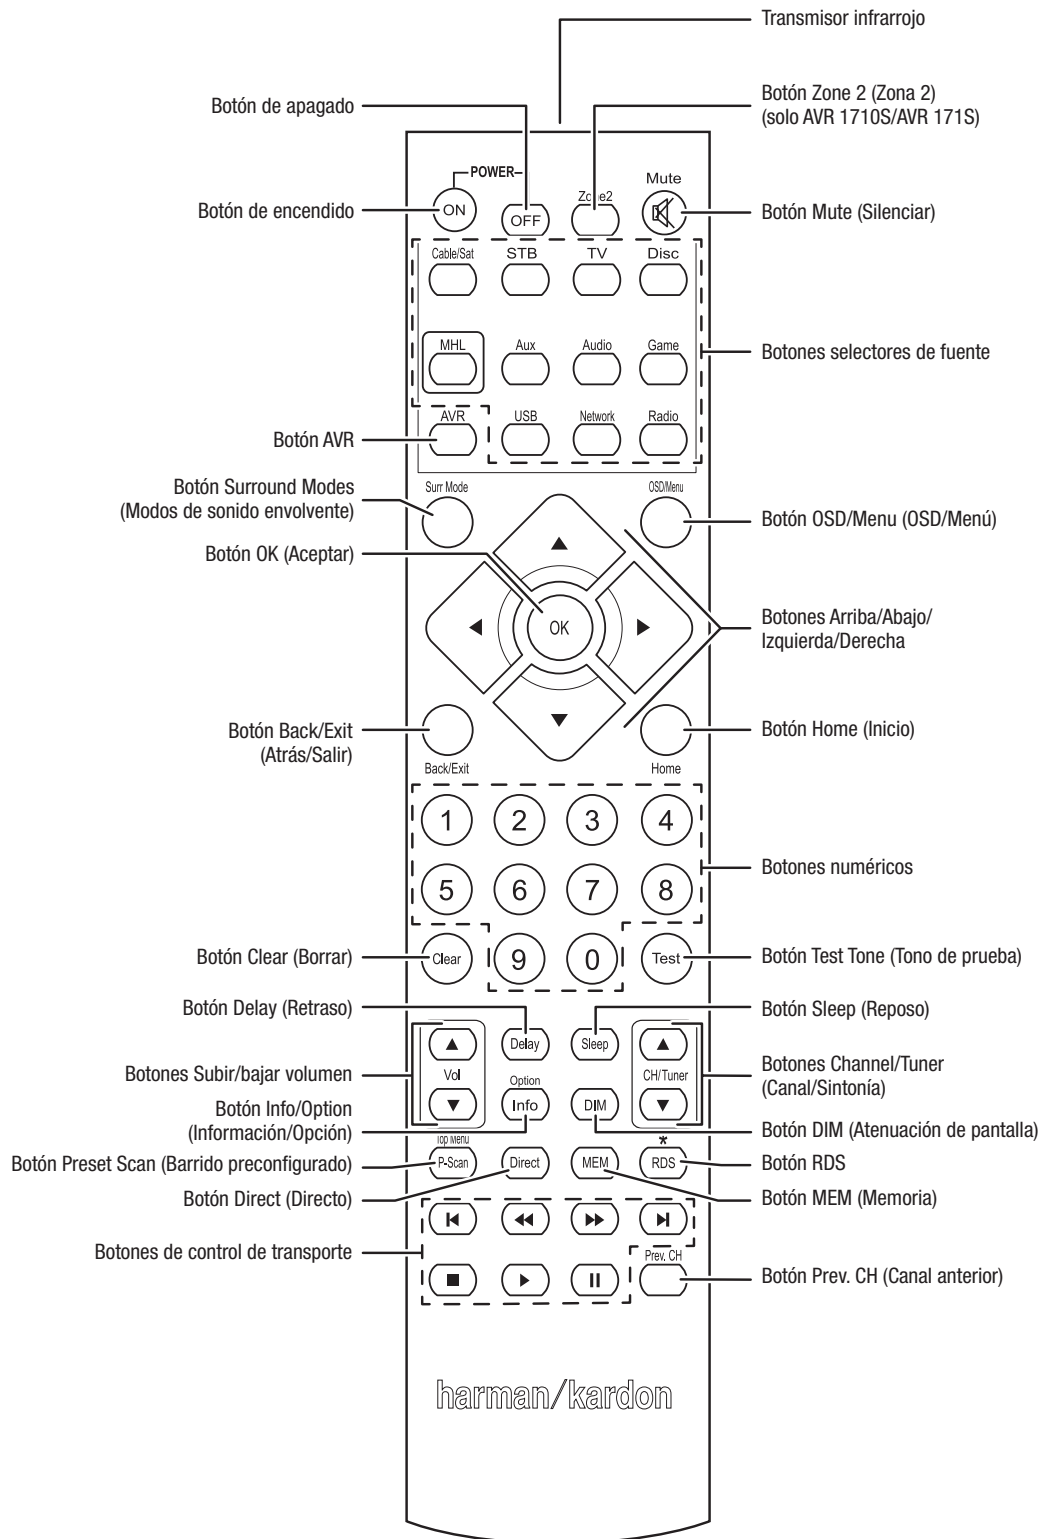 Transmisor infrarrojo
Botón de apagado
Botón Zone 2 (Zona 2)
(solo AVR 1710S/AVR 171S)
POWER
Mute
Botón de encendido
ON
OFF
Zone2
Botón Mute (Silenciar)
Cable/Sat
STB
TV
Disc
MHL
Aux
Audio
Game
Botones selectores de fuente
AVR
USB
Network
Radio
Botón AVR
Botón Surround Modes
(Modos de sonido envolvente)
Surr Mode
OSD/Menu
Botón OSD/Menu (OSD/Menú)
Botón OK (Aceptar)
OK
Botones Arriba/Abajo/
Izquierda/Derecha
Botón Back/Exit
(Atrás/Salir)
Botón Home (Inicio)
Back/Exit
Home
1
2
3
4
Botones numéricos
5
6
7
8
Botón Clear (Borrar)
Clear
9
0
Test
Botón Test Tone (Tono de prueba)
Botón Delay (Retraso)
Botón Sleep (Reposo)
Delay
Sleep
Botones Subir/bajar volumen
Vol
CH/Tuner
Botones Channel/Tuner
(Canal/Sintonía)
Option
Info
DIM
Botón Info/Option
(Información/Opción)
Botón DIM (Atenuación de pantalla)
Top Menu
*
Botón Preset Scan (Barrido preconfigurado)
P-Scan
Direct
MEM
RDS
Botón RDS
Botón Direct (Directo)
Botón MEM (Memoria)
Botones de control de transporte
Prev. CH
Botón Prev. CH (Canal anterior)
harman/kardon